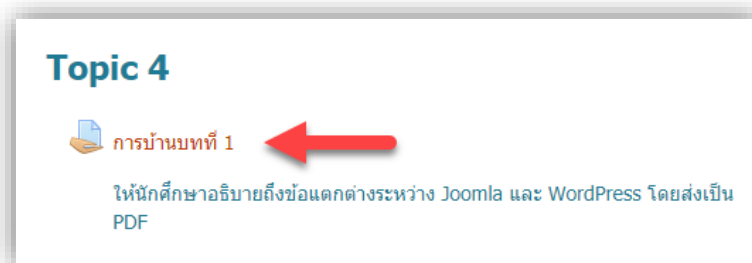 Topic 4
การบ้านบทที่ 1
ให้นักศึกษาอธิบายถึงข้อแตกต่างระหว่าง Joomla และ WordPress โดยส่งเป็น
PDF